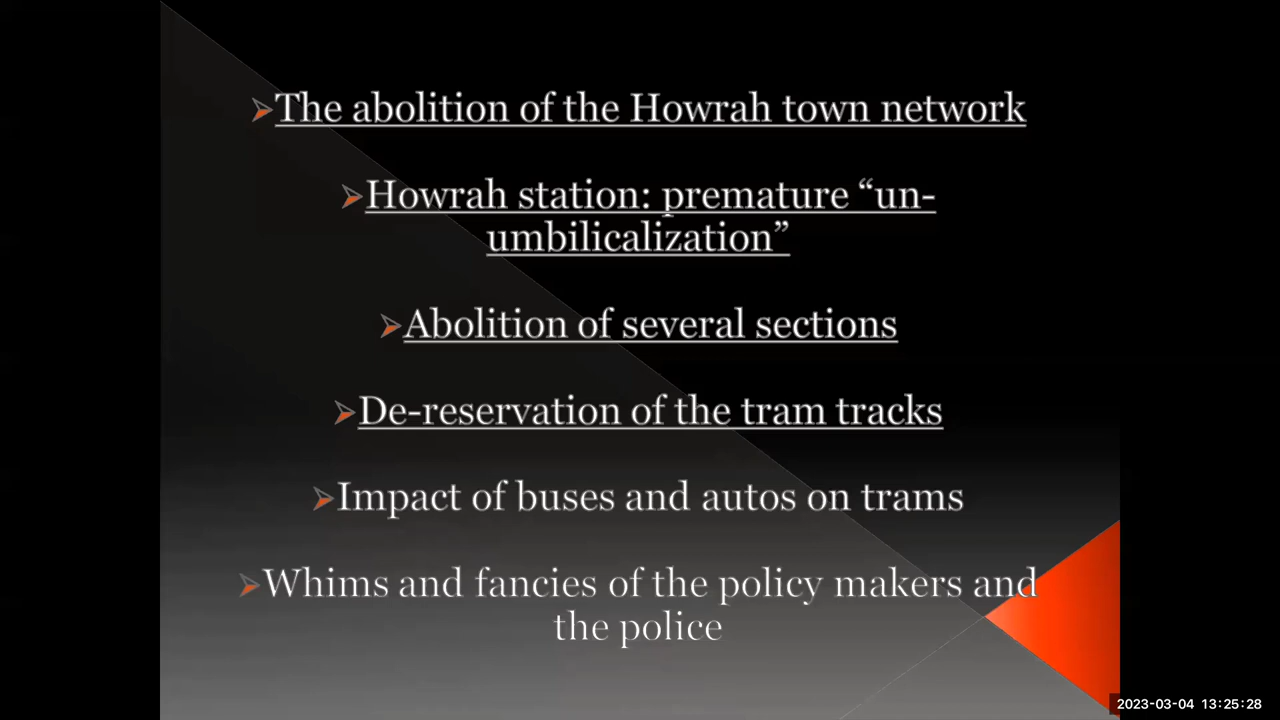 ➢The abolition of the Howrah town network
➢Howrah station: premature “un-
umbilicalization”
➢Abolition of several sections
➢De-reservation of the tram tracks
➢Impact of buses and autos on trams
➢Whims and fancies of the policy makers and
the police
2023-03-04 13:25:28